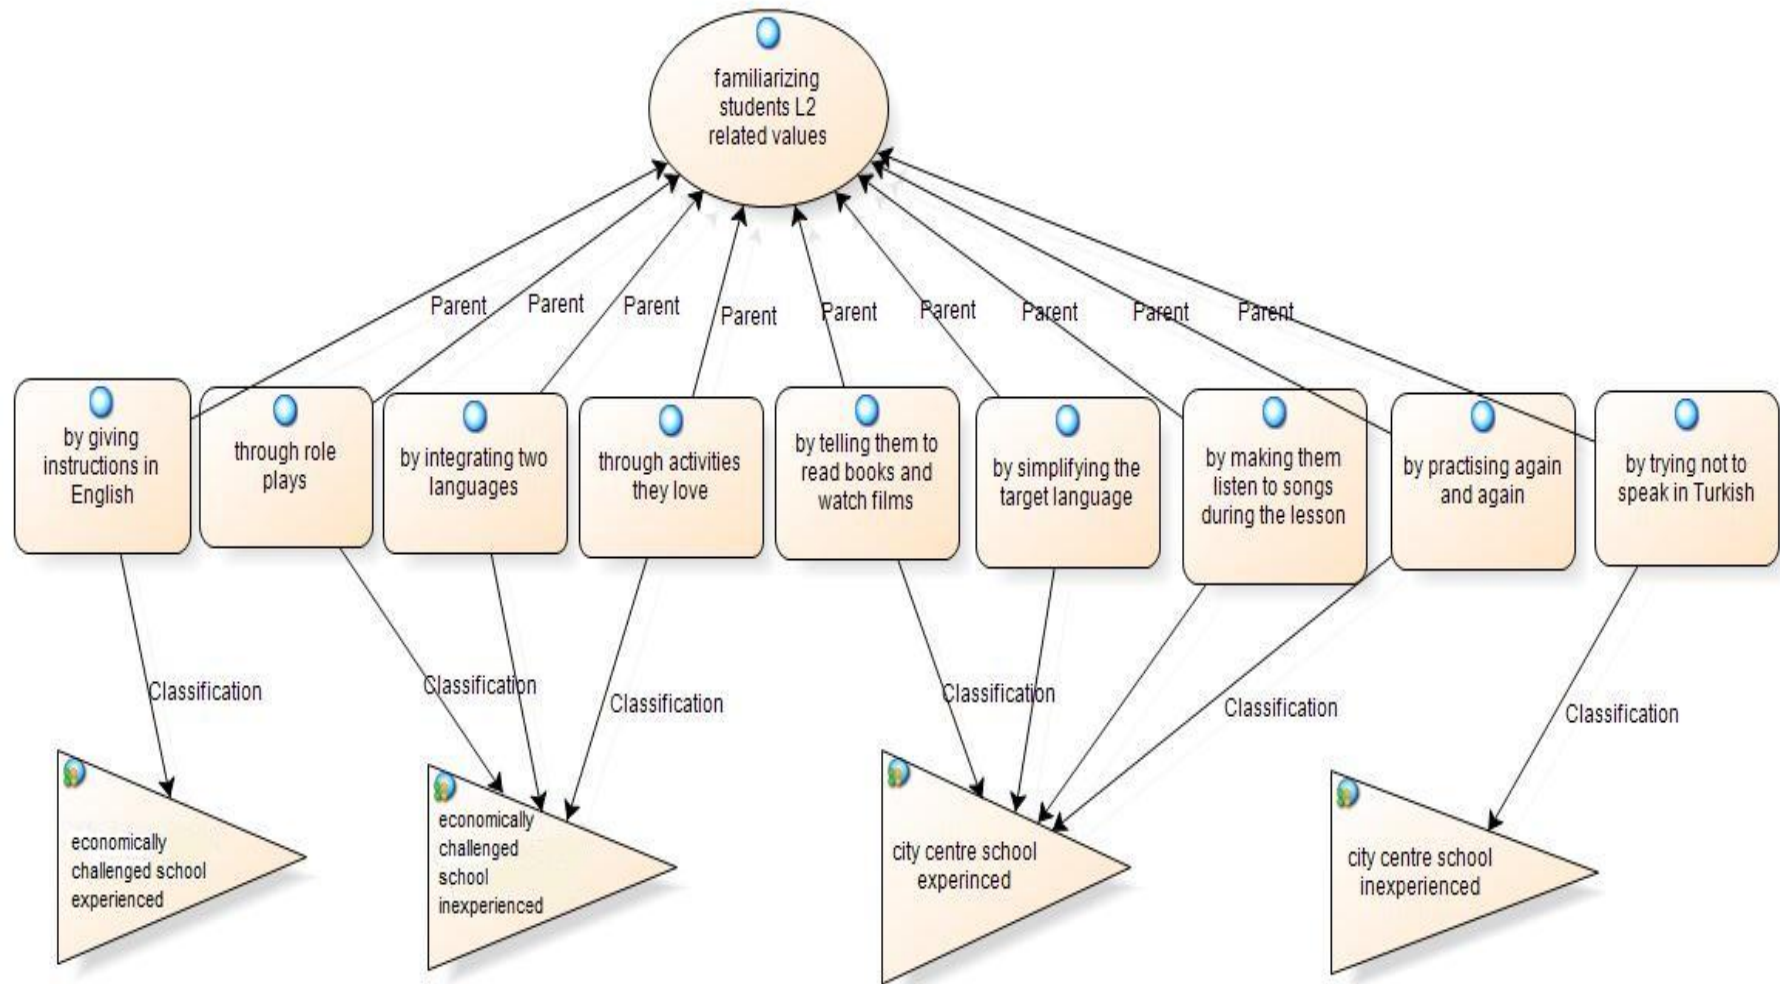 familiarizing
students L2
related values
Parent
Parent
Parent
Parent
Parent
Parent
Parent
Parent
Parent
by giving
instructions in
English
through role
plays
by integrating two
languages
through activities
they love
by telling them to
read books and
watch films
by simplifying the
target language
by making them
listen to songs
during the lesson
by practising again
and again
by trying not to
speak in Turkish
Classification
Classification
Classification
Classification
Classification
Classification
economically
challenged school
experienced
economically
challenged
school
inexperienced
city centre school
experinced
city centre school
inexperienced